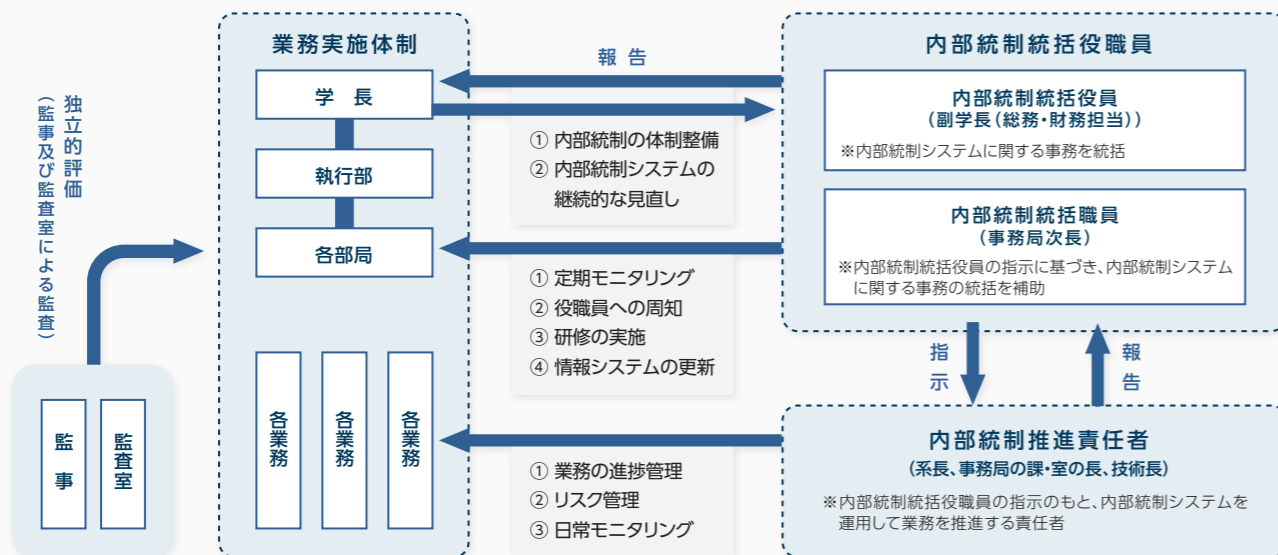 独立的評価
（監事及び監査室による監査）
監事
監査室
業務実施体制
学 長
執行部
各部局
各業務
各業務
各業務
報 告
① 内部統制の体制整備
② 内部統制システムの
継続的な見直し
① 定期モニタリング
② 役職員への周知
③ 研修の実施
④ 情報システムの更新
① 業務の進捗管理
② リスク管理
③ 日常モニタリング
内部統制統括役職員
内部統制統括役員
（副学長（総務・財務担当））
※内部統制システムに関する事務を統括
内部統制統括職員
（事務局次長）
※内部統制統括役員の指示に基づき、内部統制システム
に関する事務の統括を補助
指示
報告
内部統制推進責任者
（系長、事務局の課・室の長、技術長）
※内部統制統括役職員の指示のもと、内部統制システムを
運用して業務を推進する責任者